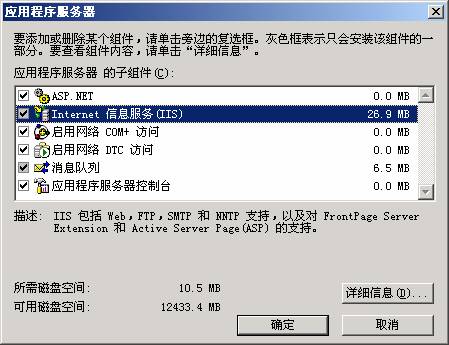 应用程序服务器
要添加或删除某个组件，请单击旁边的复选框。灰色框表示只会安装该组件的一
部分。要查看组件内容，请单击“详细信息”。
应用程序服务器 的子组件(C):
ASP.NET 0.0 MB
Internet 信息服务(IIS) 26.9 MB
启用网络 COM+ 访问 0.0 MB
启用网络 DTC 访问 0.0 MB
消息队列 6.5 MB
应用程序服务器控制台 0.0 MB
描述: IIS 包括 Web，FTP，SMTP 和 NNTP 支持，以及对 FrontPage Server
Extension 和 Active Server Page(ASP) 的支持。
所需磁盘空间: 10.5 MB
可用磁盘空间: 12433.4 MB
详细信息(D)...
确定 取消